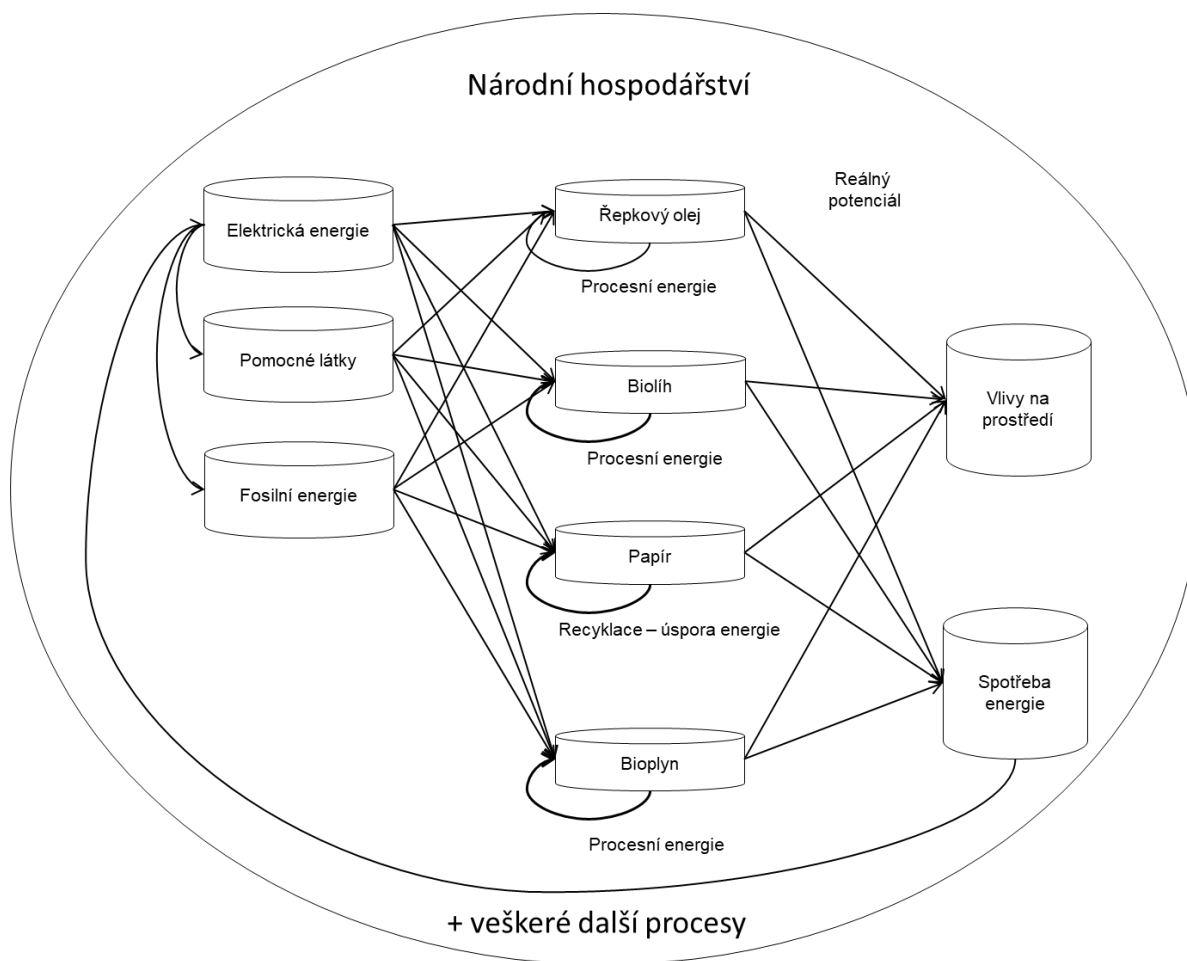 Národní hospodářství
Reálný
potenciál
Elektrická energie
Řepkový olej
Procesní energie
Pomocné látky
Biolíh
Vlivy na
prostředí
Procesní energie
Fosilní energie
Papír
Recyklace – úspora energie
Spotřeba
energie
Bioplyn
Procesní energie
+ veškeré další procesy